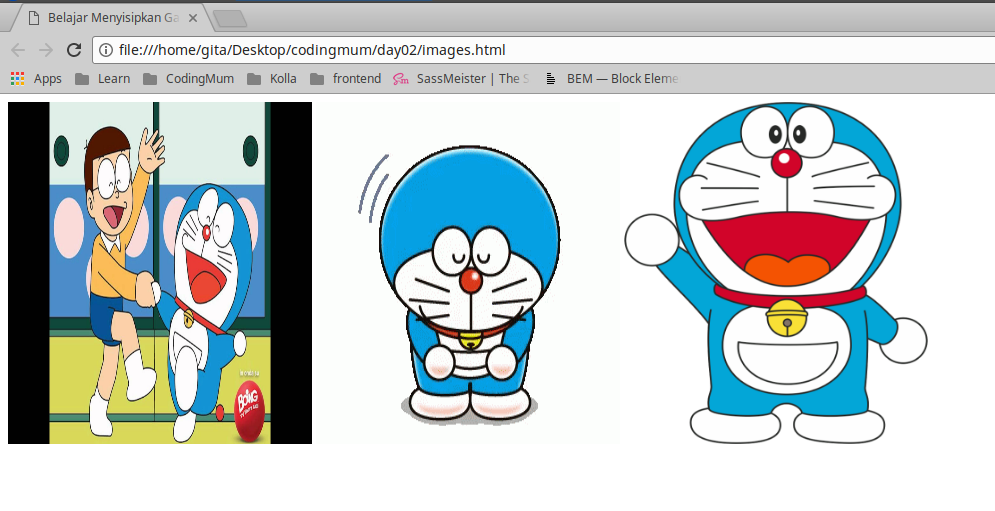 Belajar Menyisipkan Ga
file:///home/gita/Desktop/codingmum/day02/images.html
Apps Learn CodingMum Kolla frontend SassMeister | The S BEM — Block Eleme
BOING